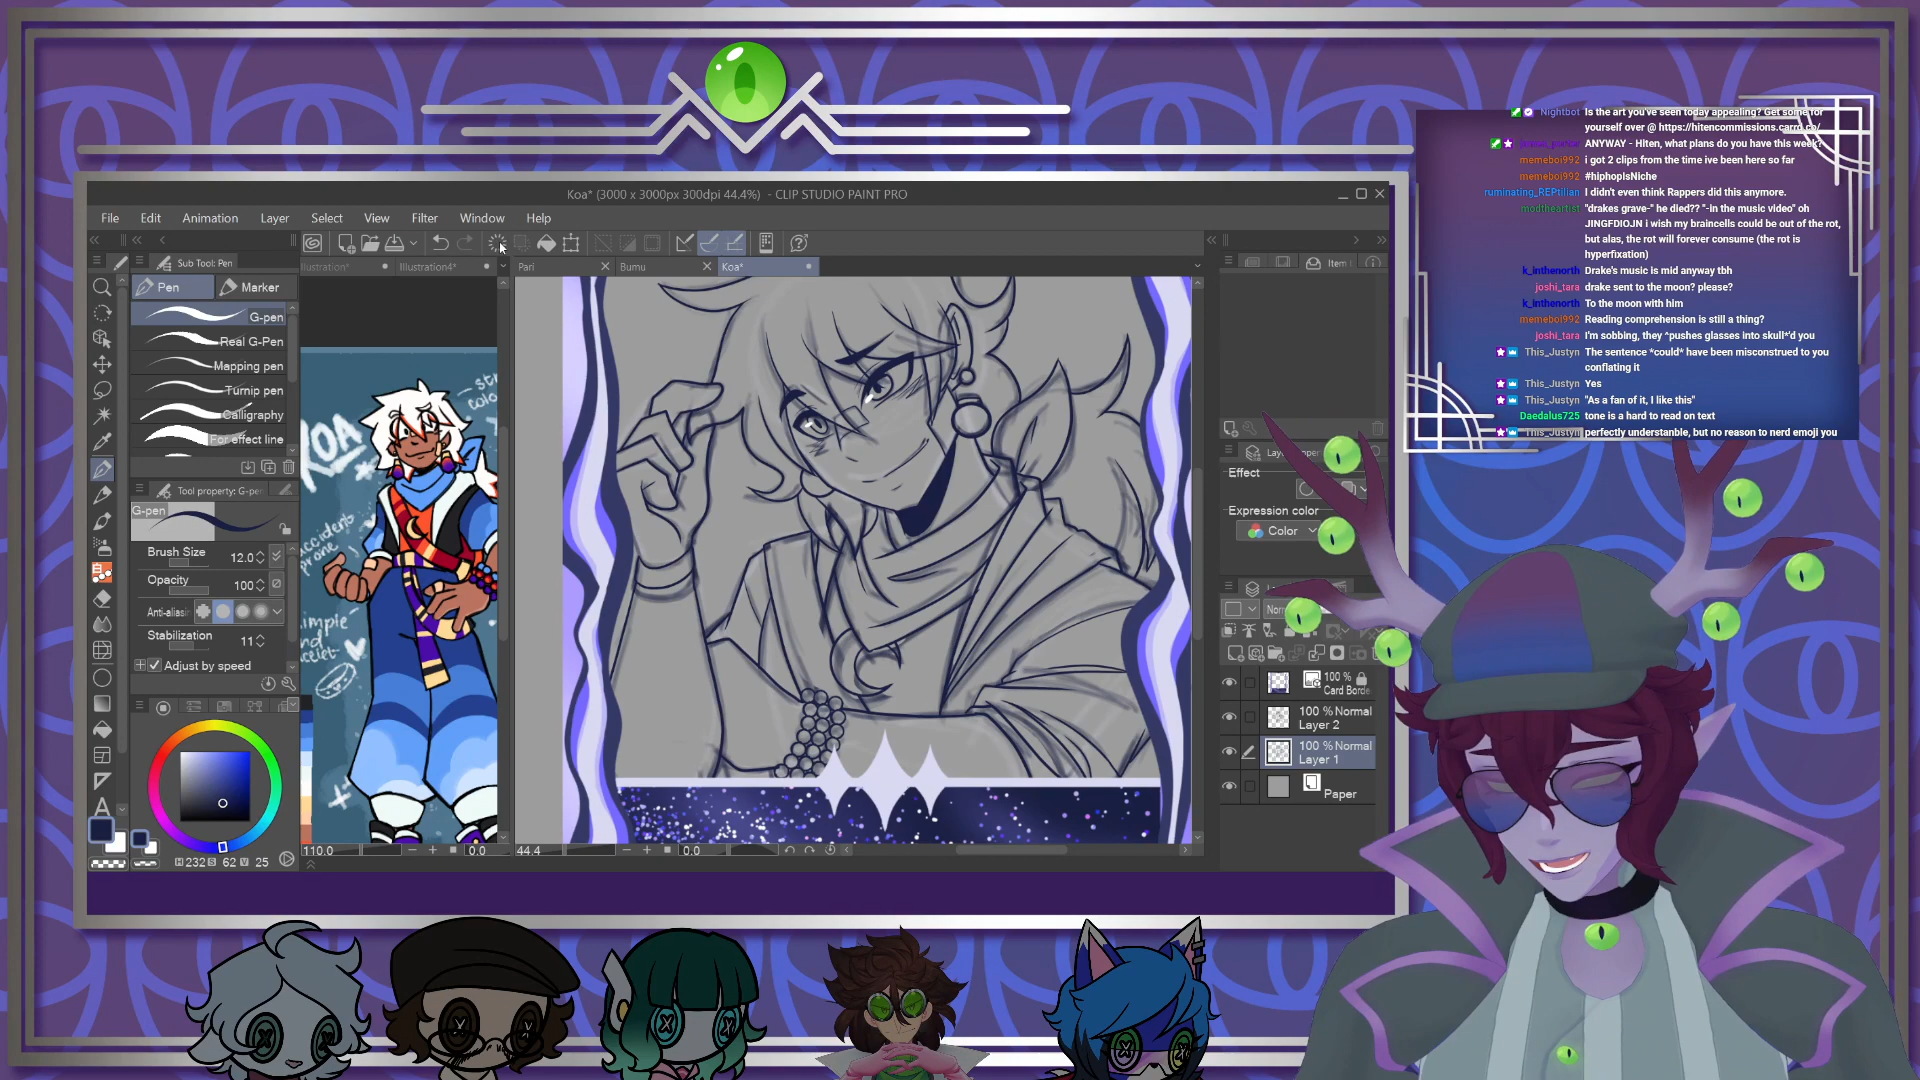 Koa* (3000 x 3000px 300dpi 44.4%) - CLIP STUDIO PAINT PRO
File Edit Animation Layer Select View Filter Window Help
Sub Tool: Pen
Pen
Marker
G-pen
Real G-Pen
Mapping pen
Turnip pen
Calligraphy
For effect line
Tool property: G-pe
G-pen
Brush Size 12.0
Opacity 100
Anti-alias
Stabilization 11
Adjust by speed
H 232 S 62 V 25
llustration*
Illustration4*
Pari
Bumu
Koa*
KOA
accident
prone
simple
and
110.0
0.0
44.4
0.0
Item
Effect
Expression color
Color
100 %
Card Borde
100 % Normal
Layer 2
100 % Normal
Layer 1
Paper
Nightbot Is the art you've seen today appealing? Get some for
yourself over @ https://hitencommissions.carrd.co/
ANYWAY - HIten, what plans do you have this week?
memeboi992 i got 2 clips from the time ive been here so far
memeboi992 #hiphopIsNiche
ruminating_REPtilian I didn't even think Rappers did this anymore.
modtheartist "drakes grave-" he died?? "-in the music video" oh
JINGFDIOJN i wish my braincells could be out of the rot,
but alas, the rot will forever consume (the rot is
hyperfixation)
k_inthenorth Drake's music is mid anyway tbh
joshi_tara drake sent to the moon? please?
k_inthenorth To the moon with him
memeboi992 Reading comprehension is still a thing?
joshi_tara I'm sobbing, they *pushes glasses into skull*'d you
This_Justyn The sentence *could* have been misconstrued to you
conflating it
This_Justyn Yes
This_Justyn "As a fan of it, I like this"
Daedalus725 tone is a hard to read on text
This_Justyn perfectly understanble, but no reason to nerd emoji you